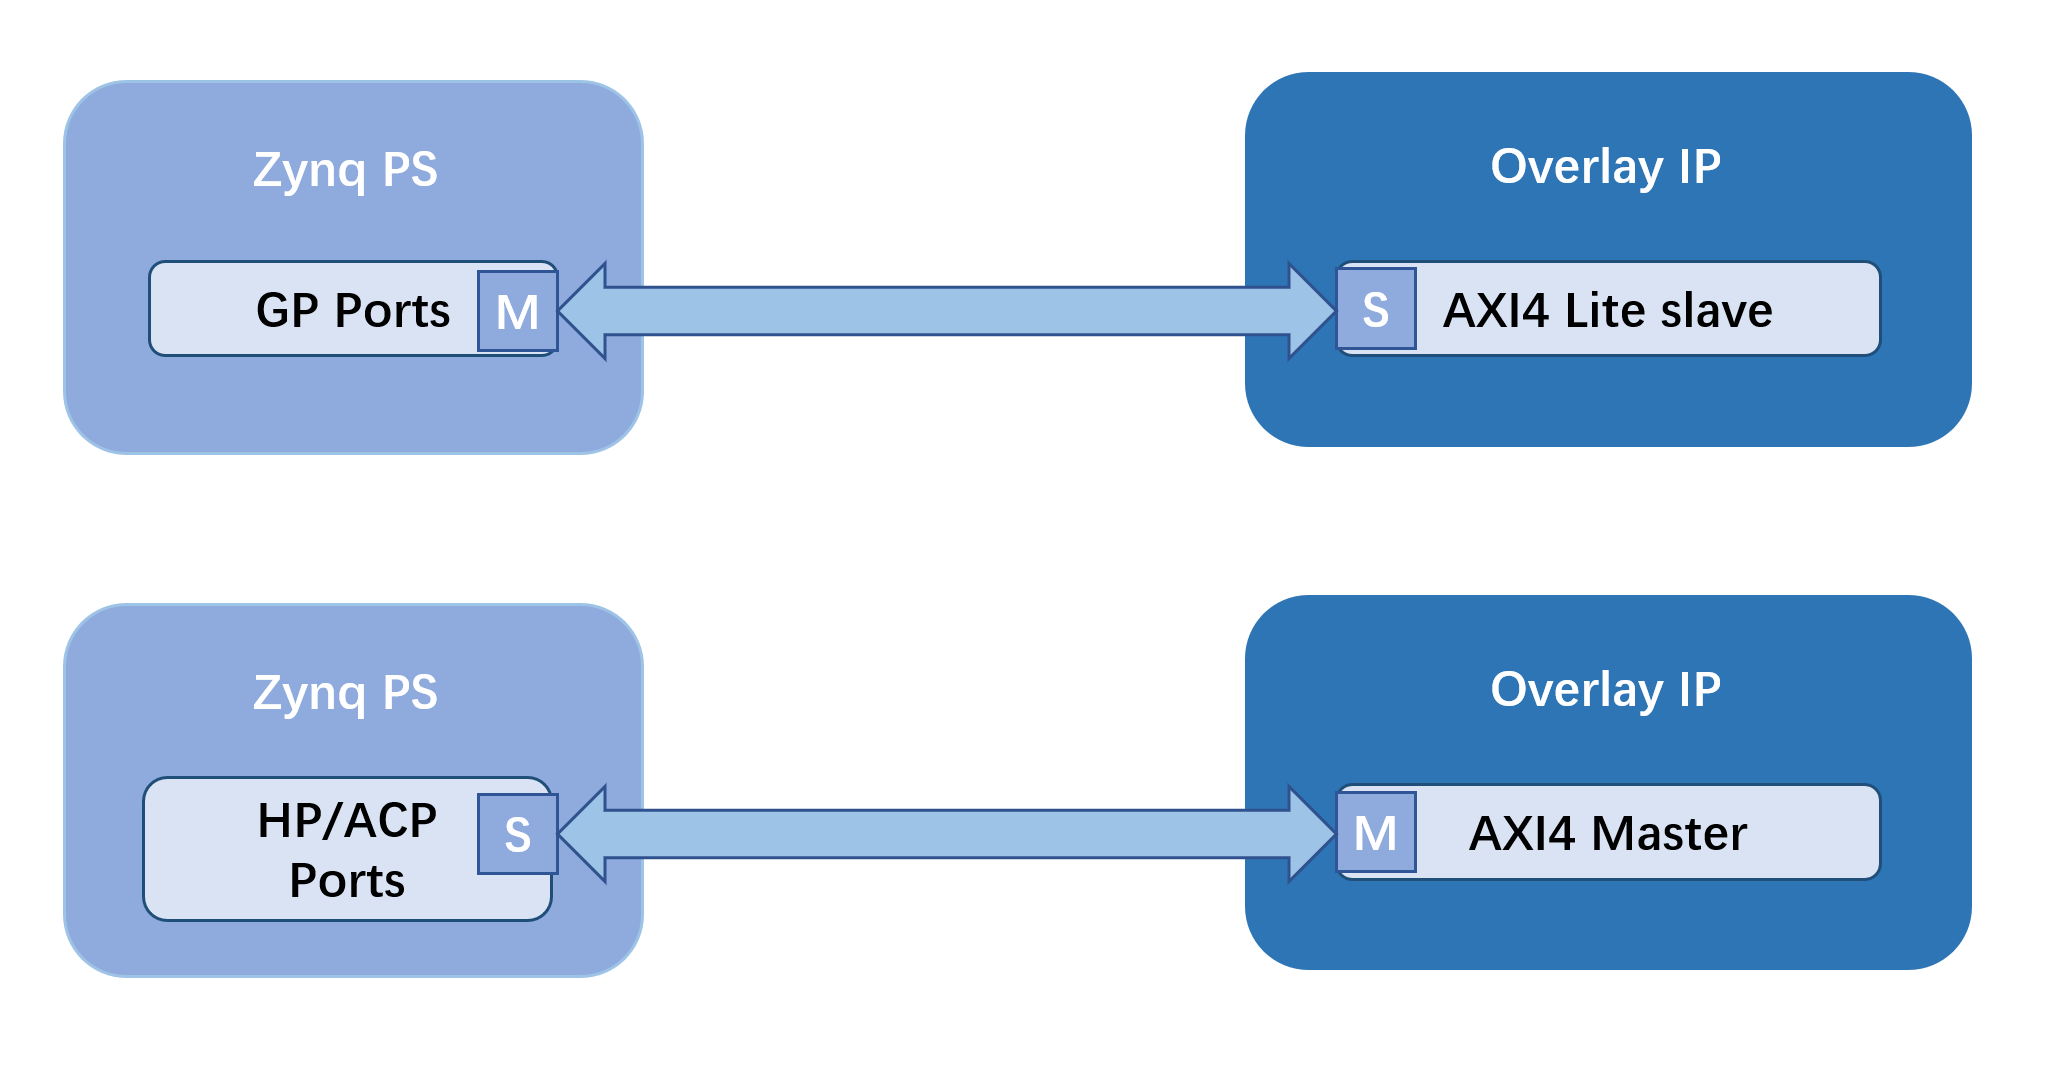 Zynq PS
Overlay IP
GP Ports
M
S
AXI4 Lite slave
Zynq PS
Overlay IP
HP/ACP
Ports
S
M
AXI4 Master